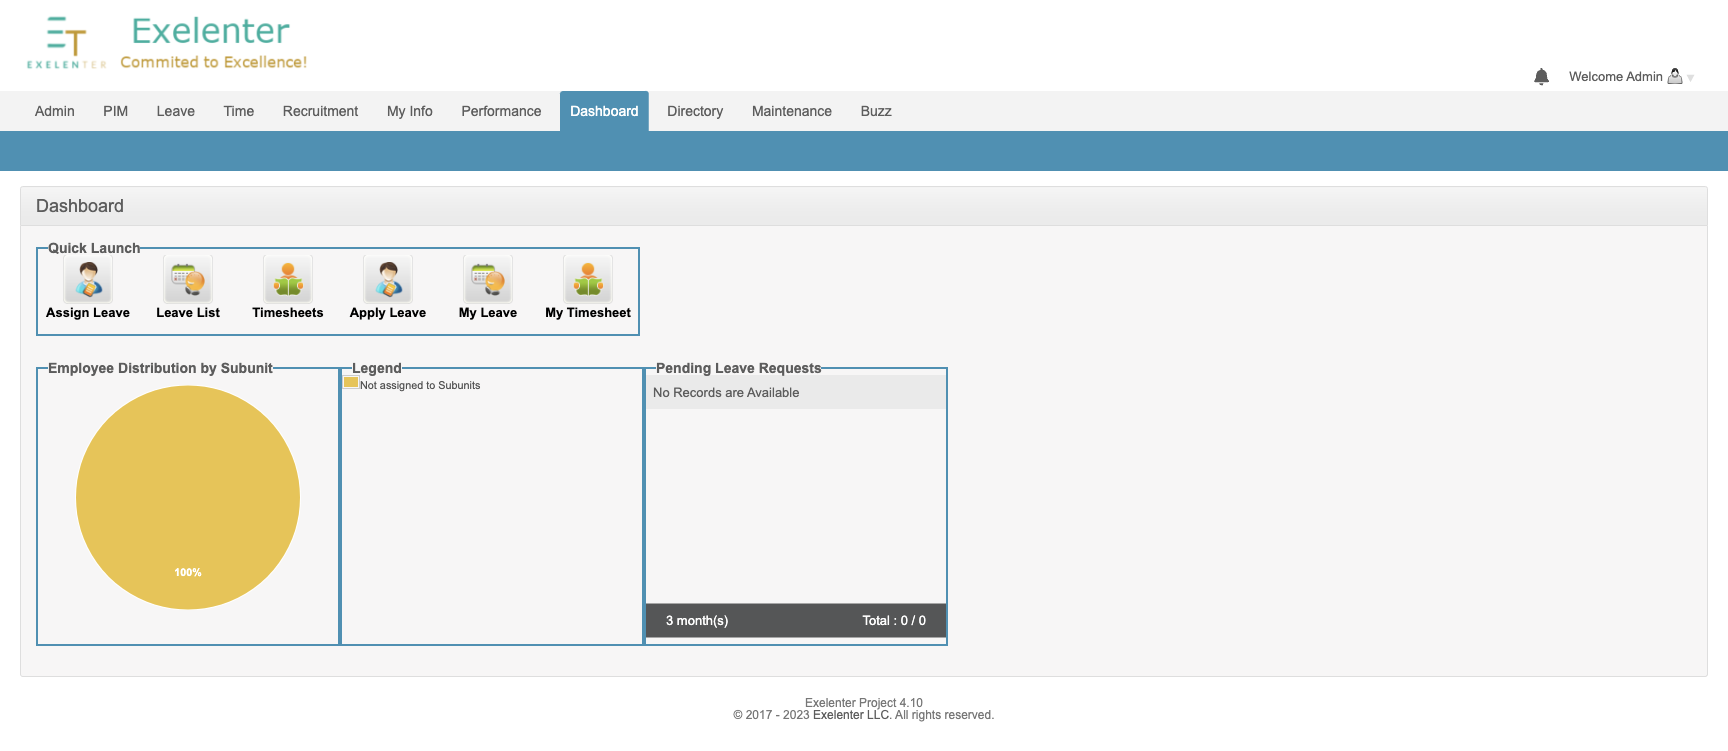 ET
EXELENTER
Exelenter
Commited to Excellence!
Welcome Admin
Admin PIM Leave Time Recruitment My Info Performance Dashboard Directory Maintenance Buzz
Dashboard
Quick Launch
Assign Leave Leave List Timesheets Apply Leave My Leave My Timesheet
Employee Distribution by Subunit
100%
Legend
Not assigned to Subunits
Pending Leave Requests
No Records are Available
3 month(s) Total : 0 / 0
Exelenter Project 4.10
© 2017 - 2023 Exelenter LLC. All rights reserved.